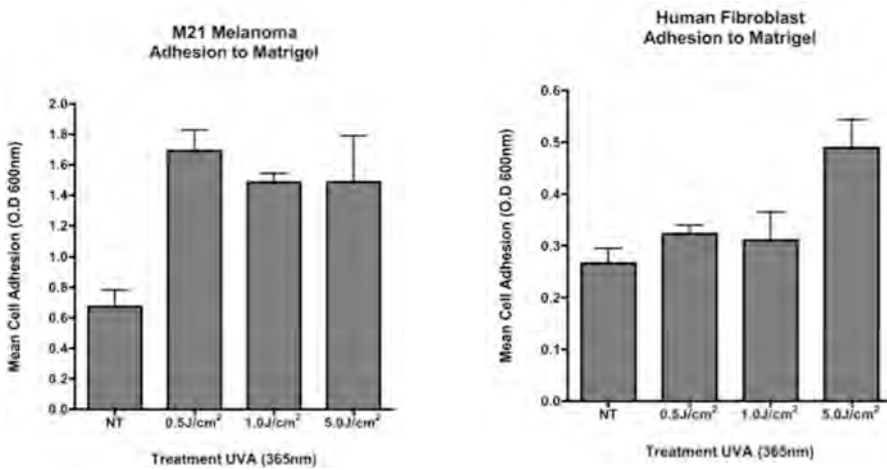 M21 Melanoma
Adhesion to Matrigel
Mean Cell Adhesion (O.D 600nm)
2.0
1.8
1.6
1.4
1.2
1.0
0.8
0.6
0.4
0.2
0.0
NT 0.5J/cm² 1.0J/cm² 5.0J/cm²
Treatment UVA (365nm)
Human Fibroblast
Adhesion to Matrigel
Mean Cell Adhesion (O.D 600nm)
0.6
0.5
0.4
0.3
0.2
0.1
0.0
NT 0.5J/cm² 1.0J/cm² 5.0J/cm²
Treatment UVA (365nm)